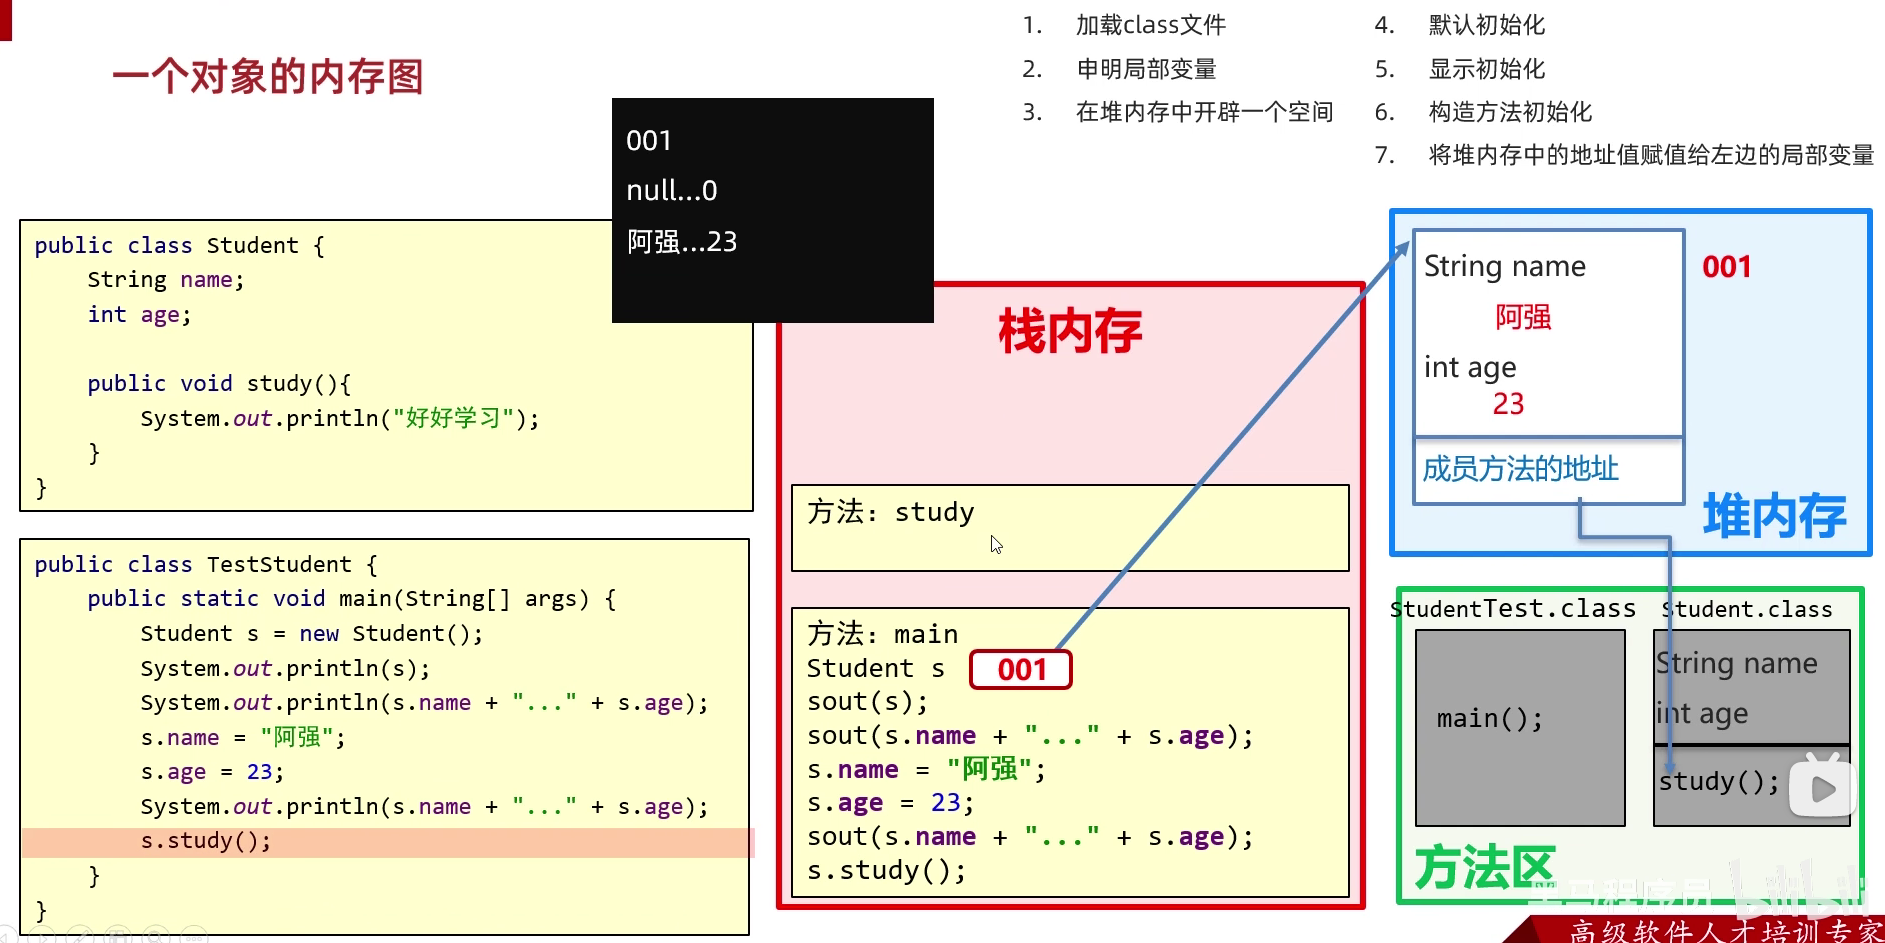 一个对象的内存图
1. 加载class文件
2. 申明局部变量
3. 在堆内存中开辟一个空间
4. 默认初始化
5. 显示初始化
6. 构造方法初始化
7. 将堆内存中的地址值赋值给左边的局部变量
001
null...0
阿强...23
public class Student {
String name;
int age;
public void study(){
System.out.println("好好学习");
}
}
public class TestStudent {
public static void main(String[] args) {
Student s = new Student();
System.out.println(s);
System.out.println(s.name + "..." + s.age);
s.name = "阿强";
s.age = 23;
System.out.println(s.name + "..." + s.age);
s.study();
}
}
栈内存
方法：study
方法：main
Student s 001
sout(s);
sout(s.name + "..." + s.age);
s.name = "阿强";
s.age = 23;
sout(s.name + "..." + s.age);
s.study();
String name
阿强
int age
23
成员方法的地址
001
堆内存
StudentTest.class
main();
Student.class
String name
int age
study();
方法区
黑马程序员
bilibili
高级软件人才培训专家